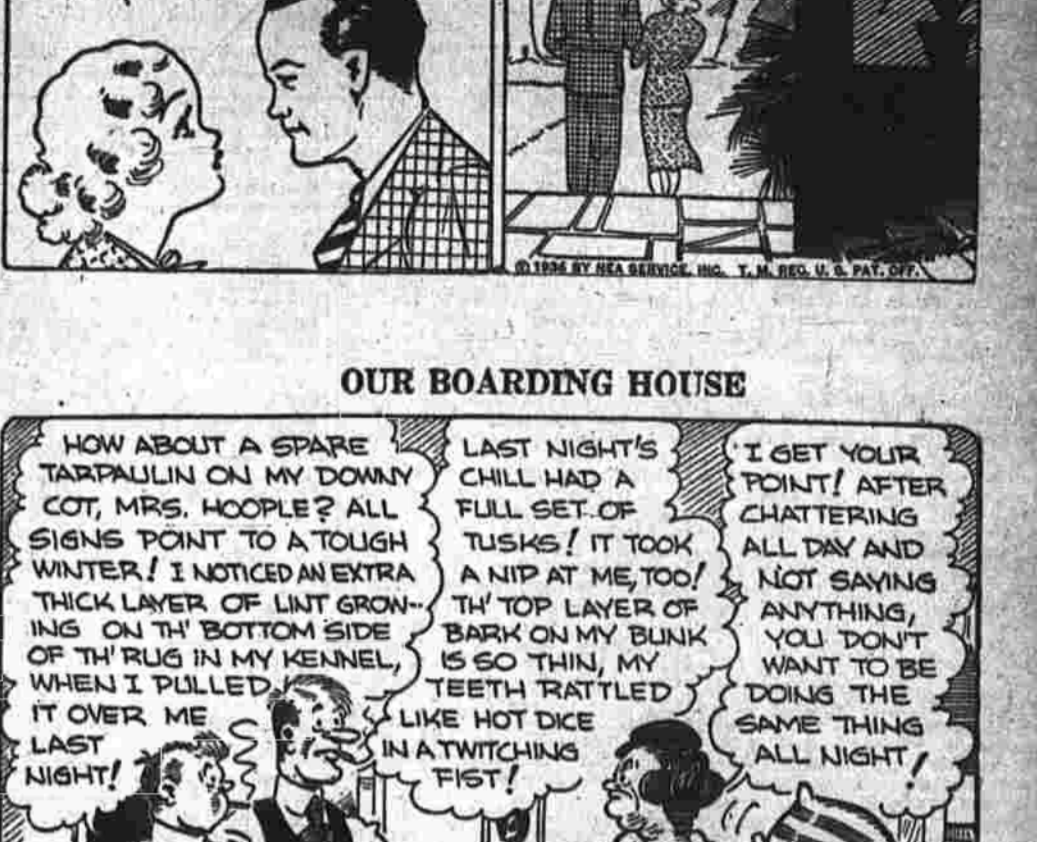 © 1936 BY NEA SERVICE, INC. T. M. REG. U. S. PAT. OFF.
OUR BOARDING HOUSE
HOW ABOUT A SPARE
TARPAULIN ON MY DOWNY
COT, MRS. HOOPLE? ALL
SIGNS POINT TO A TOUGH
WINTER! I NOTICED AN EXTRA
THICK LAYER OF LINT GROW--
ING ON TH' BOTTOM SIDE
OF TH' RUG IN MY KENNEL,
WHEN I PULLED
IT OVER ME
LAST
NIGHT!
LAST NIGHT'S
CHILL HAD A
FULL SET OF
TUSKS! IT TOOK
A NIP AT ME, TOO!
TH' TOP LAYER OF
BARK ON MY BUNK
IS SO THIN, MY
TEETH RATTLED
LIKE HOT DICE
IN A TWITCHING
FIST!
I GET YOUR
POINT! AFTER
CHATTERING
ALL DAY AND
NOT SAYING
ANYTHING,
YOU DON'T
WANT TO BE
DOING THE
SAME THING
ALL NIGHT!